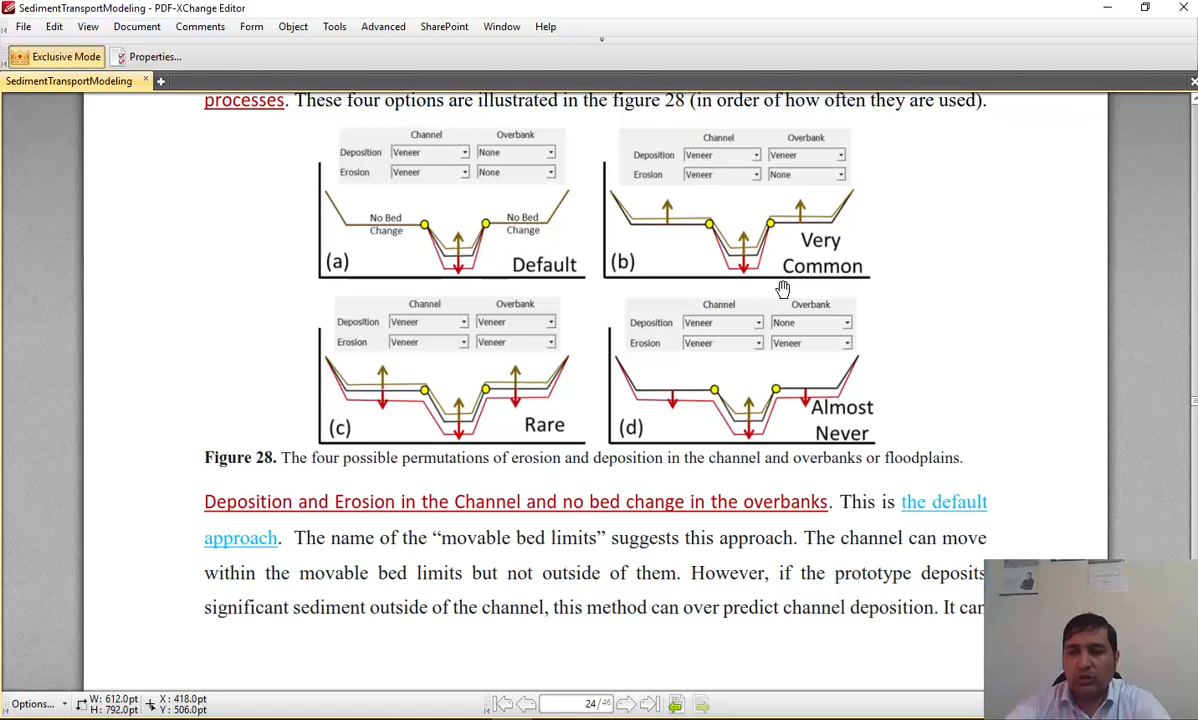 SedimentTransportModeling - PDF-XChange Editor
File Edit View Document Comments Form Object Tools Advanced SharePoint Window Help
Exclusive Mode Properties...
SedimentTransportModeling
processes. These four options are illustrated in the figure 28 (in order of how often they are used).
Channel Overbank
Deposition Veneer None
Erosion Veneer None
No Bed Change
No Bed Change
(a) Default
Channel Overbank
Deposition Veneer Veneer
Erosion Veneer None
(b) Very Common
Channel Overbank
Deposition Veneer Veneer
Erosion Veneer Veneer
(c) Rare
Channel Overbank
Deposition Veneer None
Erosion Veneer Veneer
(d) Almost Never
Figure 28. The four possible permutations of erosion and deposition in the channel and overbanks or floodplains.
Deposition and Erosion in the Channel and no bed change in the overbanks. This is the default
approach. The name of the “movable bed limits” suggests this approach. The channel can move
within the movable bed limits but not outside of them. However, if the prototype deposits
significant sediment outside of the channel, this method can over predict channel deposition. It can
Options... W: 612.0pt X: 418.0pt 24/46
H: 792.0pt Y: 506.0pt